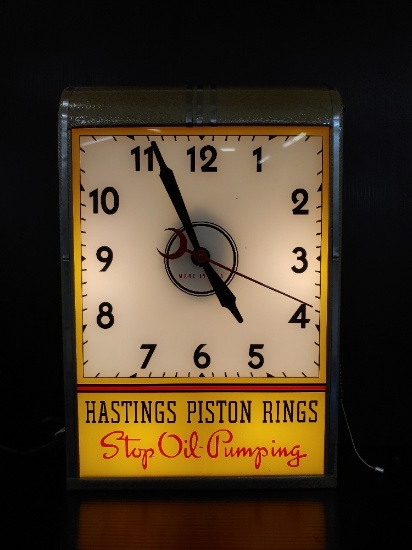 11 12 1
10 2
9 3
8 4
7 6 5
HASTINGS PISTON RINGS
Stop Oil-Pumping